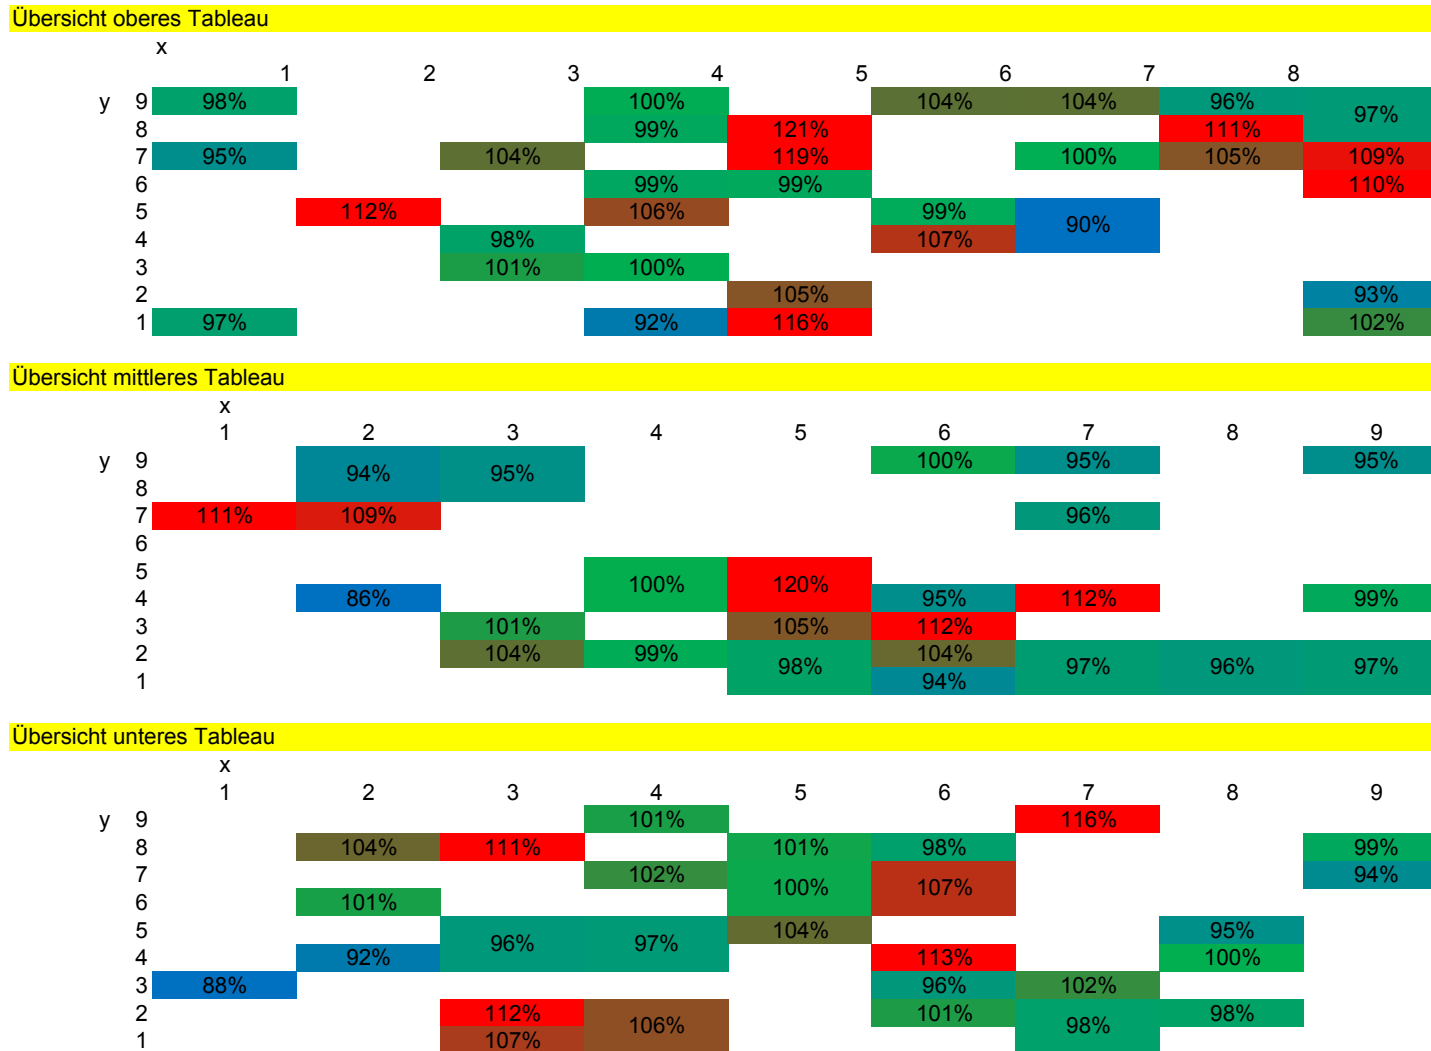 Übersicht oberes Tableau
x
1 2 3 4 5 6 7 8
y 9 98% 100% 104% 104% 96% 97%
8 99% 121% 111%
7 95% 104% 119% 100% 105% 109%
6 99% 99% 110%
5 112% 106% 99% 90%
4 98% 107%
3 101% 100%
2 105% 93%
1 97% 92% 116% 102%
Übersicht mittleres Tableau
x
1 2 3 4 5 6 7 8 9
y 9 94% 95% 100% 95% 95%
8
7 111% 109% 96%
6
5 100% 120%
4 86% 95% 112% 99%
3 101% 105% 112%
2 104% 99% 98% 104% 97% 96% 97%
1 94%
Übersicht unteres Tableau
x
1 2 3 4 5 6 7 8 9
y 9 101% 116%
8 104% 111% 101% 98% 99%
7 102% 100% 107% 94%
6 101%
5 96% 97% 104% 95%
4 92% 113% 100%
3 88% 96% 102%
2 112% 106% 101% 98% 98%
1 107%